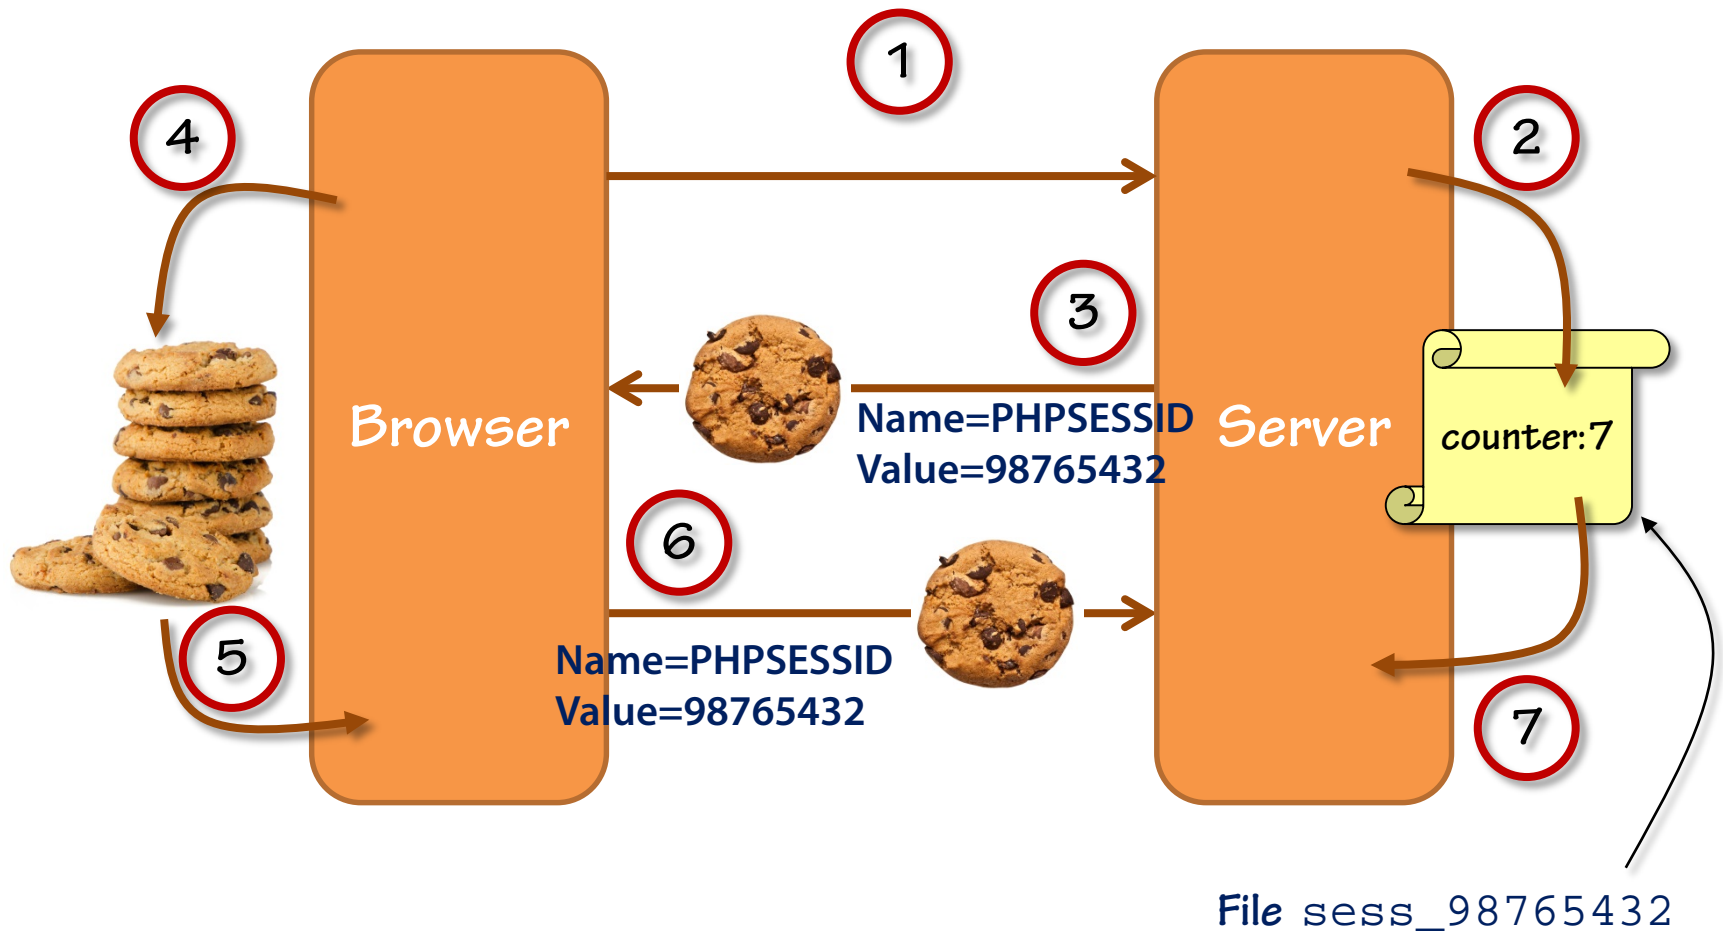 1
4
2
3
Name=PHPSESSID
Value=98765432
Browser
Server
counter:7
6
5
Name=PHPSESSID
Value=98765432
7
File sess_98765432